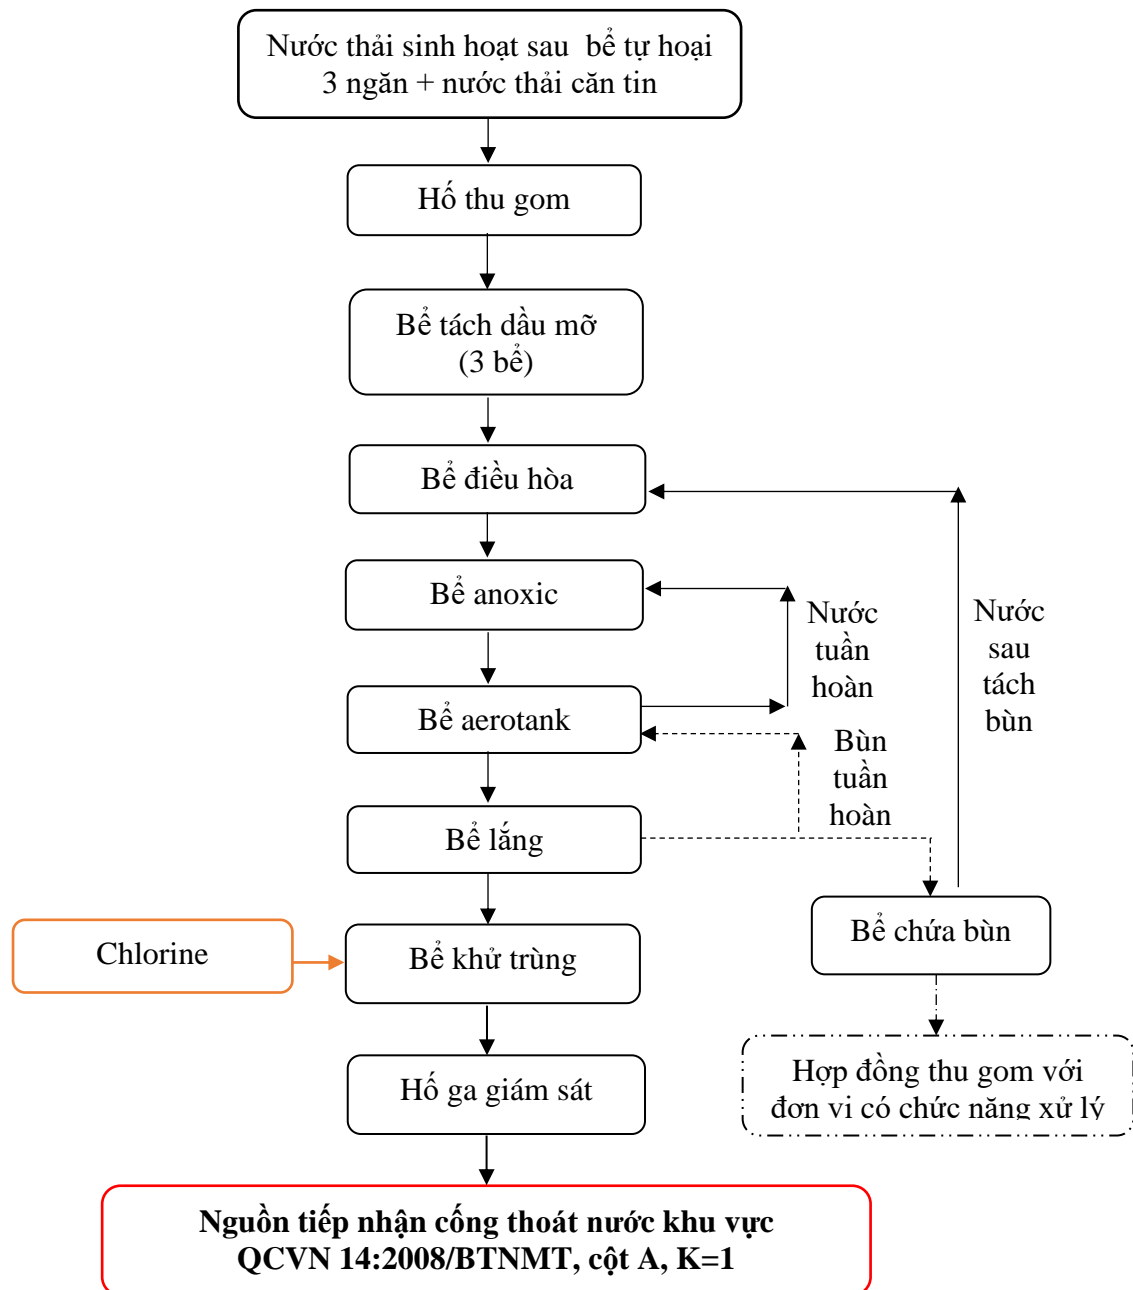 Nước thải sinh hoạt sau bể tự hoại
3 ngăn + nước thải căn tin
Hố thu gom
Bể tách dầu mỡ
(3 bể)
Bể điều hòa
Bể anoxic
Nước
tuần
hoàn
Nước
sau
tách
bùn
Bể aerotank
Bùn
tuần
hoàn
Bể lắng
Bể chứa bùn
Chlorine
Bể khử trùng
Hố ga giám sát
Hợp đồng thu gom với
đơn vị có chức năng xử lý
Nguồn tiếp nhận cống thoát nước khu vực
QCVN 14:2008/BTNMT, cột A, K=1